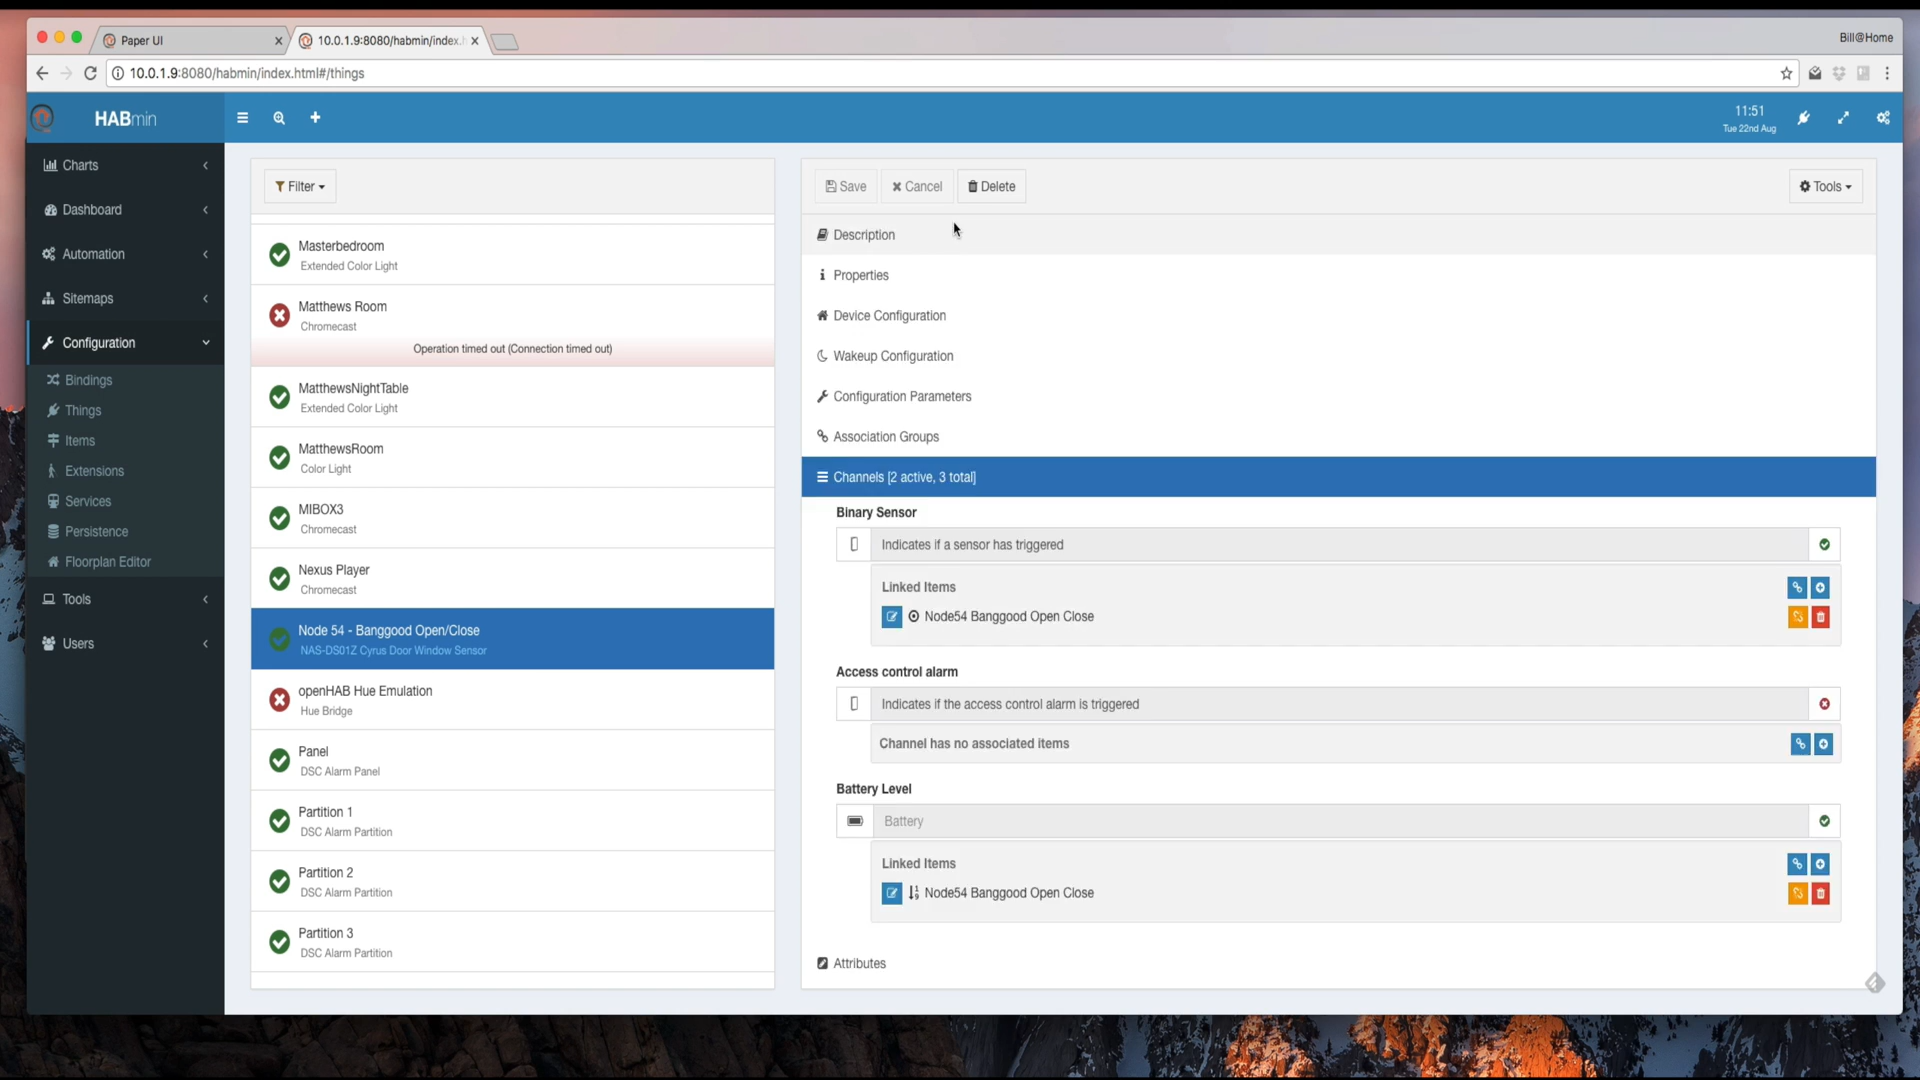 Paper UI
10.0.1.9:8080/habmin/index.
Bill@Home
10.0.1.9:8080/habmin/index.html#/things
HABmin
11:51
Tue 22nd Aug
Charts
Dashboard
Automation
Sitemaps
Configuration
Bindings
Things
Items
Extensions
Services
Persistence
Floorplan Editor
Tools
Users
Filter
Masterbedroom
Extended Color Light
Matthews Room
Chromecast
Operation timed out (Connection timed out)
MatthewsNightTable
Extended Color Light
MatthewsRoom
Color Light
MIBOX3
Chromecast
Nexus Player
Chromecast
Node 54 - Banggood Open/Close
NAS-DS01Z Cyrus Door Window Sensor
openHAB Hue Emulation
Hue Bridge
Panel
DSC Alarm Panel
Partition 1
DSC Alarm Partition
Partition 2
DSC Alarm Partition
Partition 3
DSC Alarm Partition
Save Cancel Delete Tools
Description
Properties
Device Configuration
Wakeup Configuration
Configuration Parameters
Association Groups
Channels [2 active, 3 total]
Binary Sensor
Indicates if a sensor has triggered
Linked Items
Node54 Banggood Open Close
Access control alarm
Indicates if the access control alarm is triggered
Channel has no associated items
Battery Level
Battery
Linked Items
Node54 Banggood Open Close
Attributes